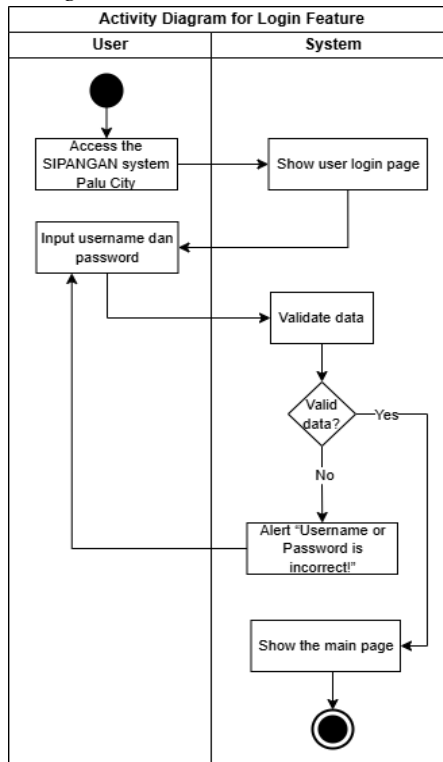 Activity Diagram for Login Feature
User
System
Access the
SIPANGAN system
Palu City
Show user login page
Input username dan
password
Validate data
Valid
data?
Yes
No
Alert "Username or
Password is
incorrect!"
Show the main page